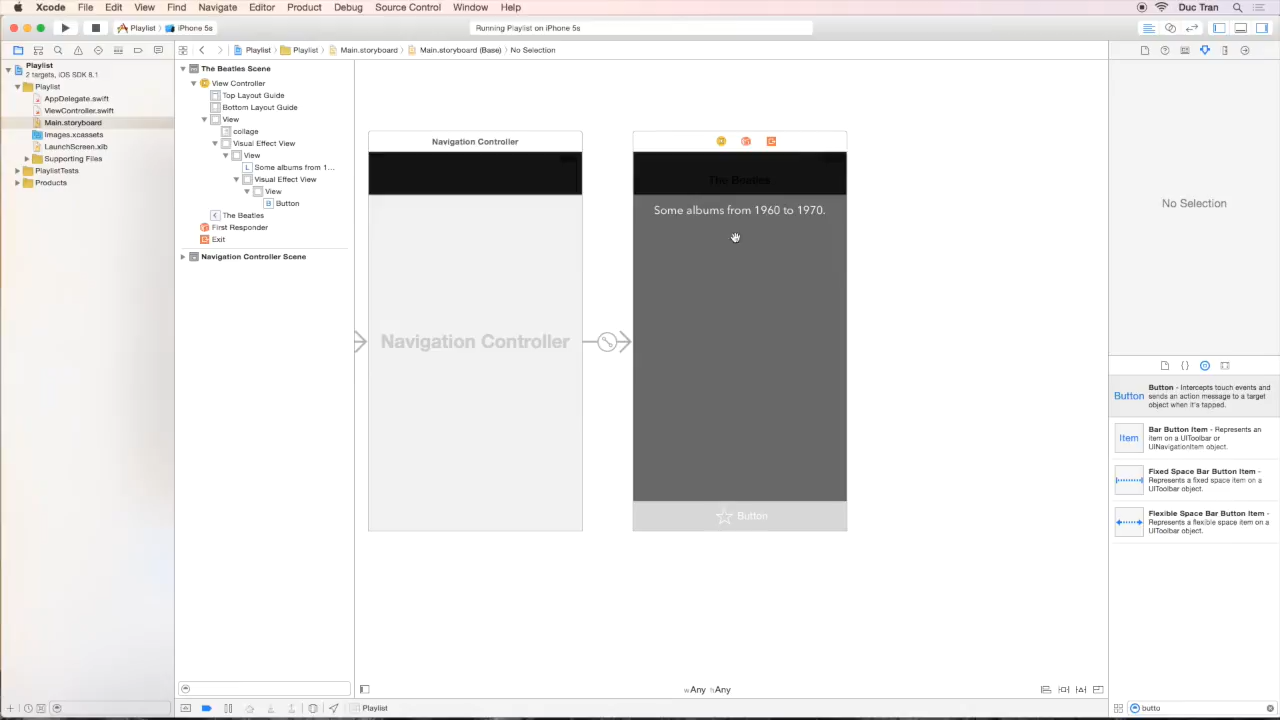 Xcode File Edit View Find Navigate Editor Product Debug Source Control Window Help Duc Tran
Playlist iPhone 5s Running Playlist on iPhone 5s
Playlist Playlist Main.storyboard Main.storyboard (Base) No Selection
Playlist
2 targets, iOS SDK 8.1
Playlist
AppDelegate.swift
ViewController.swift
Main.storyboard
Images.xcassets
LaunchScreen.xib
Supporting Files
PlaylistTests
Products
The Beatles Scene
View Controller
Top Layout Guide
Bottom Layout Guide
View
collage
Visual Effect View
View
L Some albums from 1...
Visual Effect View
View
B Button
The Beatles
First Responder
Exit
Navigation Controller Scene
Navigation Controller
Navigation Controller
The Beatles
Some albums from 1960 to 1970.
Button
wAny hAny
Playlist
No Selection
Button
Button - Intercepts touch events and
sends an action message to a target
object when it's tapped.
Item
Bar Button Item - Represents an
item on a UIToolbar or
UINavigationItem object.
Fixed Space Bar Button Item -
Represents a fixed space item on a
UIToolbar object.
Flexible Space Bar Button Item -
Represents a flexible space item on a
UIToolbar object.
butto